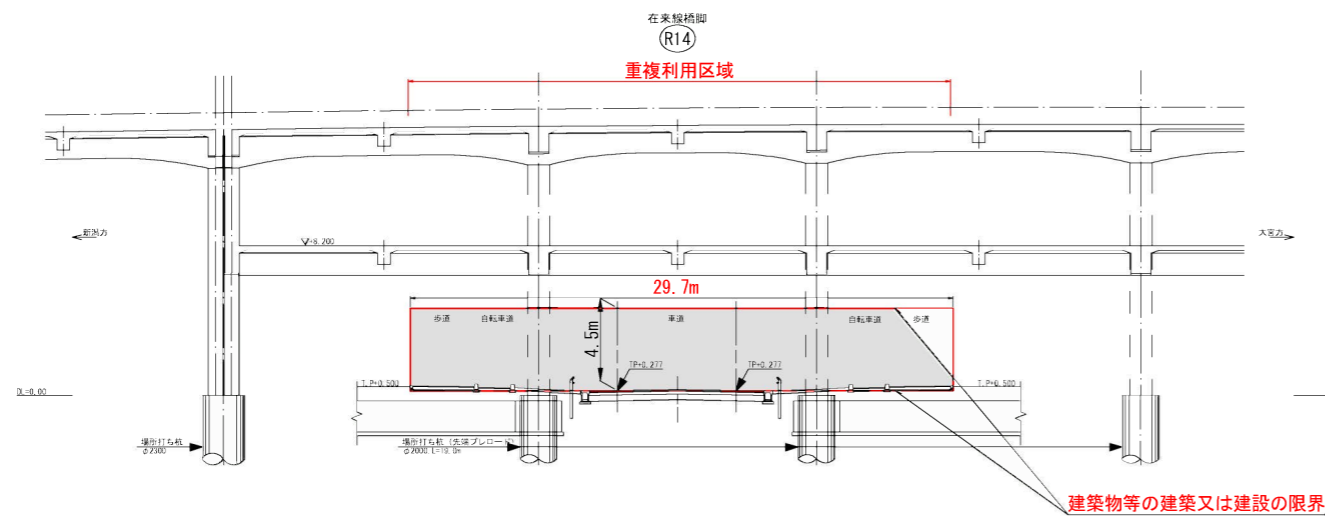 在来線橋脚
R14
重複利用区域
新潟方
大宮方
+8.200
29.7m
歩道
自転車道
車道
自転車道
歩道
4.5m
TP+0.277
TP+0.277
T.P+0.500
T.P+0.500
DL=0.00
場所打ち杭
φ2300
場所打ち杭 (先端プレロード)
φ2000.L=19.0m
建築物等の建築又は建設の限界